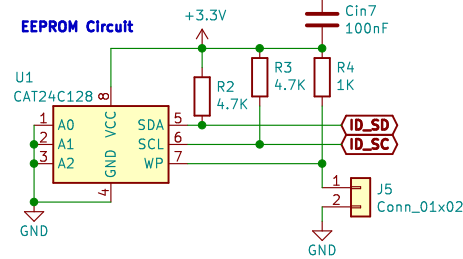 +3.3V
Cin7
100nF
EEPROM Circuit
U1
CAT24C128
8
R2
4.7K
R3
4.7K
R4
1K
1 A0
2 A1
3 A2
VCC
GND
SDA 5
SCL 6
WP 7
4
ID_SD
ID_SC
GND
1
2
J5
Conn_01x02
GND